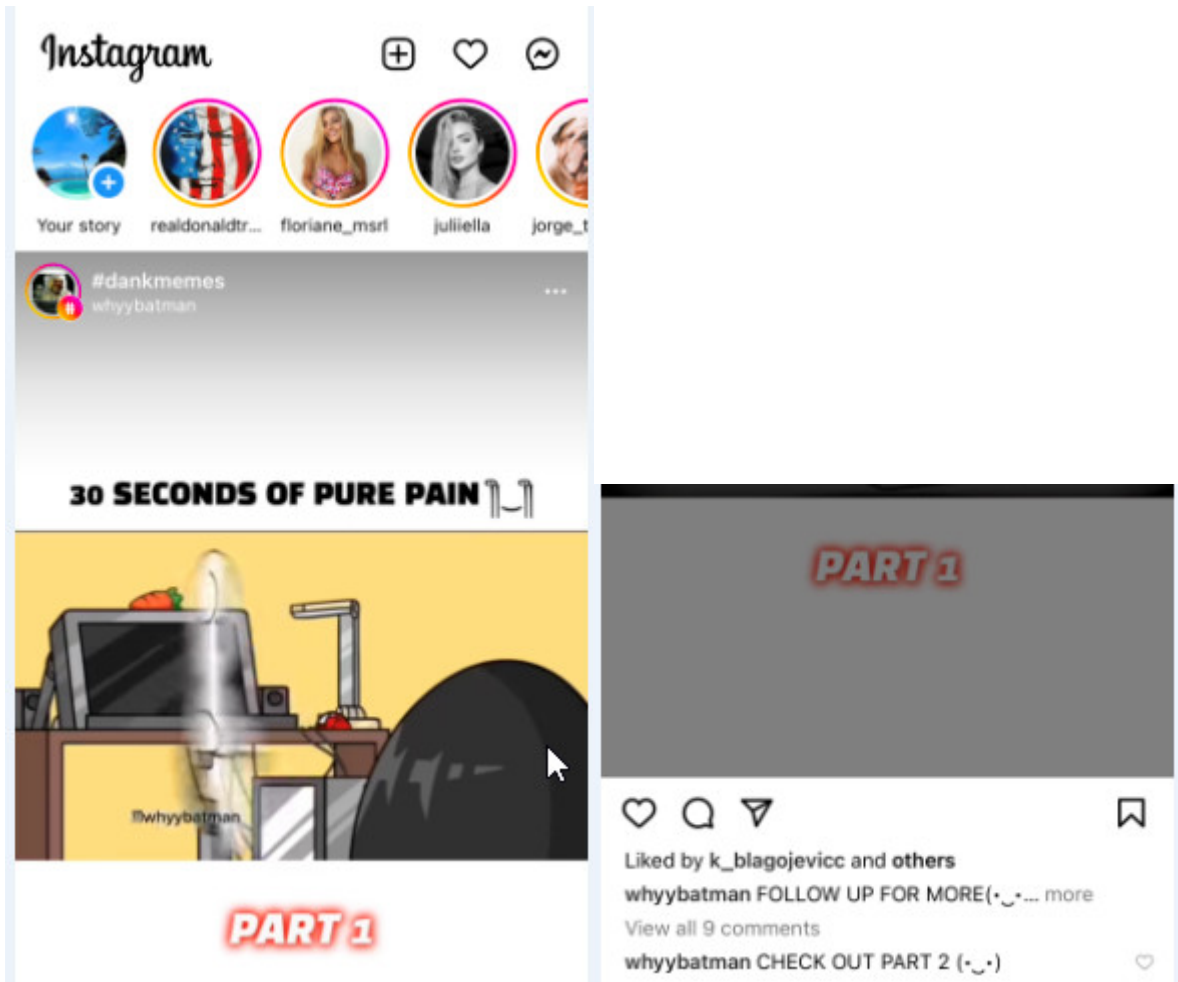 Instagram
Your story realdonaldtr... floriane_msrl juliiella jorge_t
#dankmemes
whyybatman
30 SECONDS OF PURE PAIN
@whyybatman
PART 1
PART 1
Liked by k_blagojevicc and others
whyybatman FOLLOW UP FOR MORE(•‿•... more
View all 9 comments
whyybatman CHECK OUT PART 2 (•‿•)